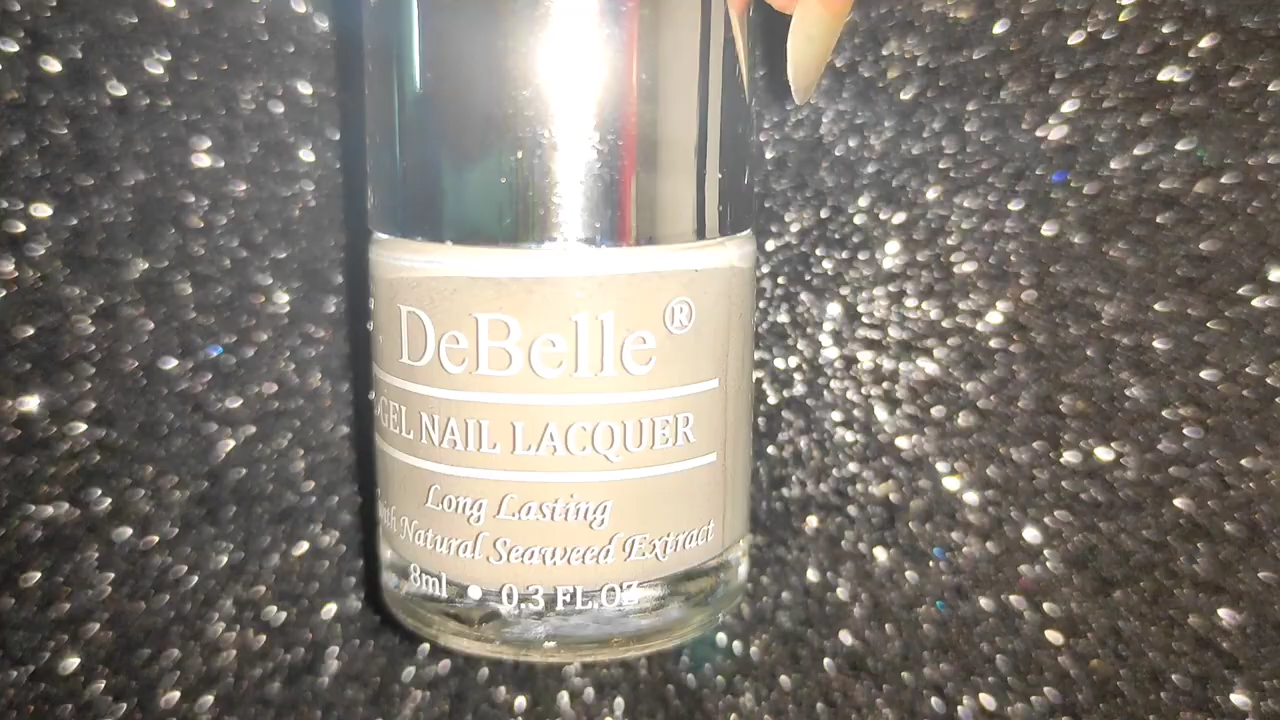 DeBelle®
GEL NAIL LACQUER
Long Lasting
with Natural Seaweed Extract
8ml • 0.3 FL.OZ